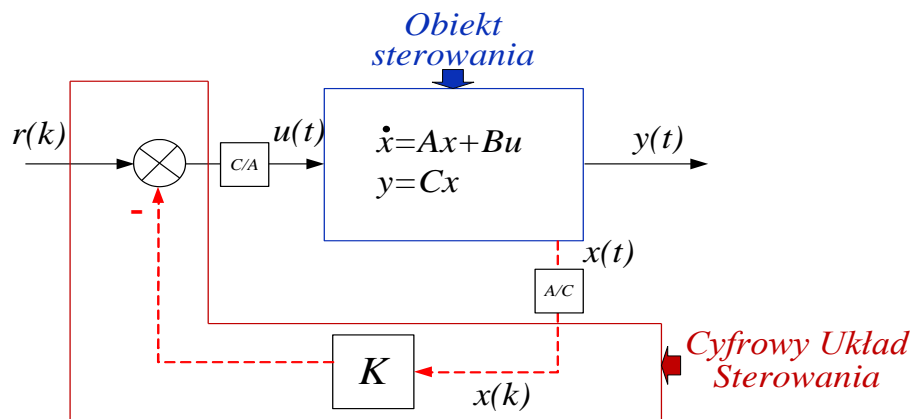 Obiekt
sterowania
r(k)
C/A
u(t)
ẋ=Ax+Bu
y=Cx
y(t)
-
x(t)
A/C
K
x(k)
Cyfrowy Układ
Sterowania